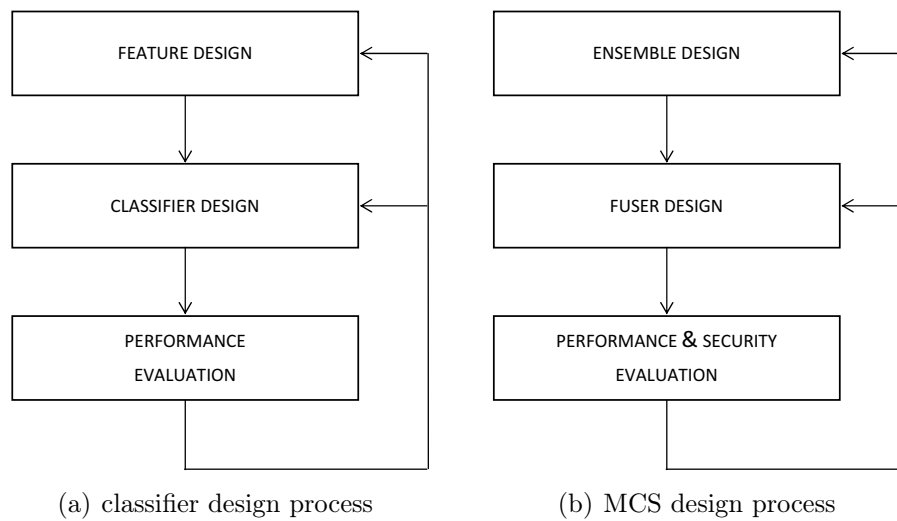 FEATURE DESIGN
CLASSIFIER DESIGN
PERFORMANCE
EVALUATION
(a) classifier design process
ENSEMBLE DESIGN
FUSER DESIGN
PERFORMANCE & SECURITY
EVALUATION
(b) MCS design process